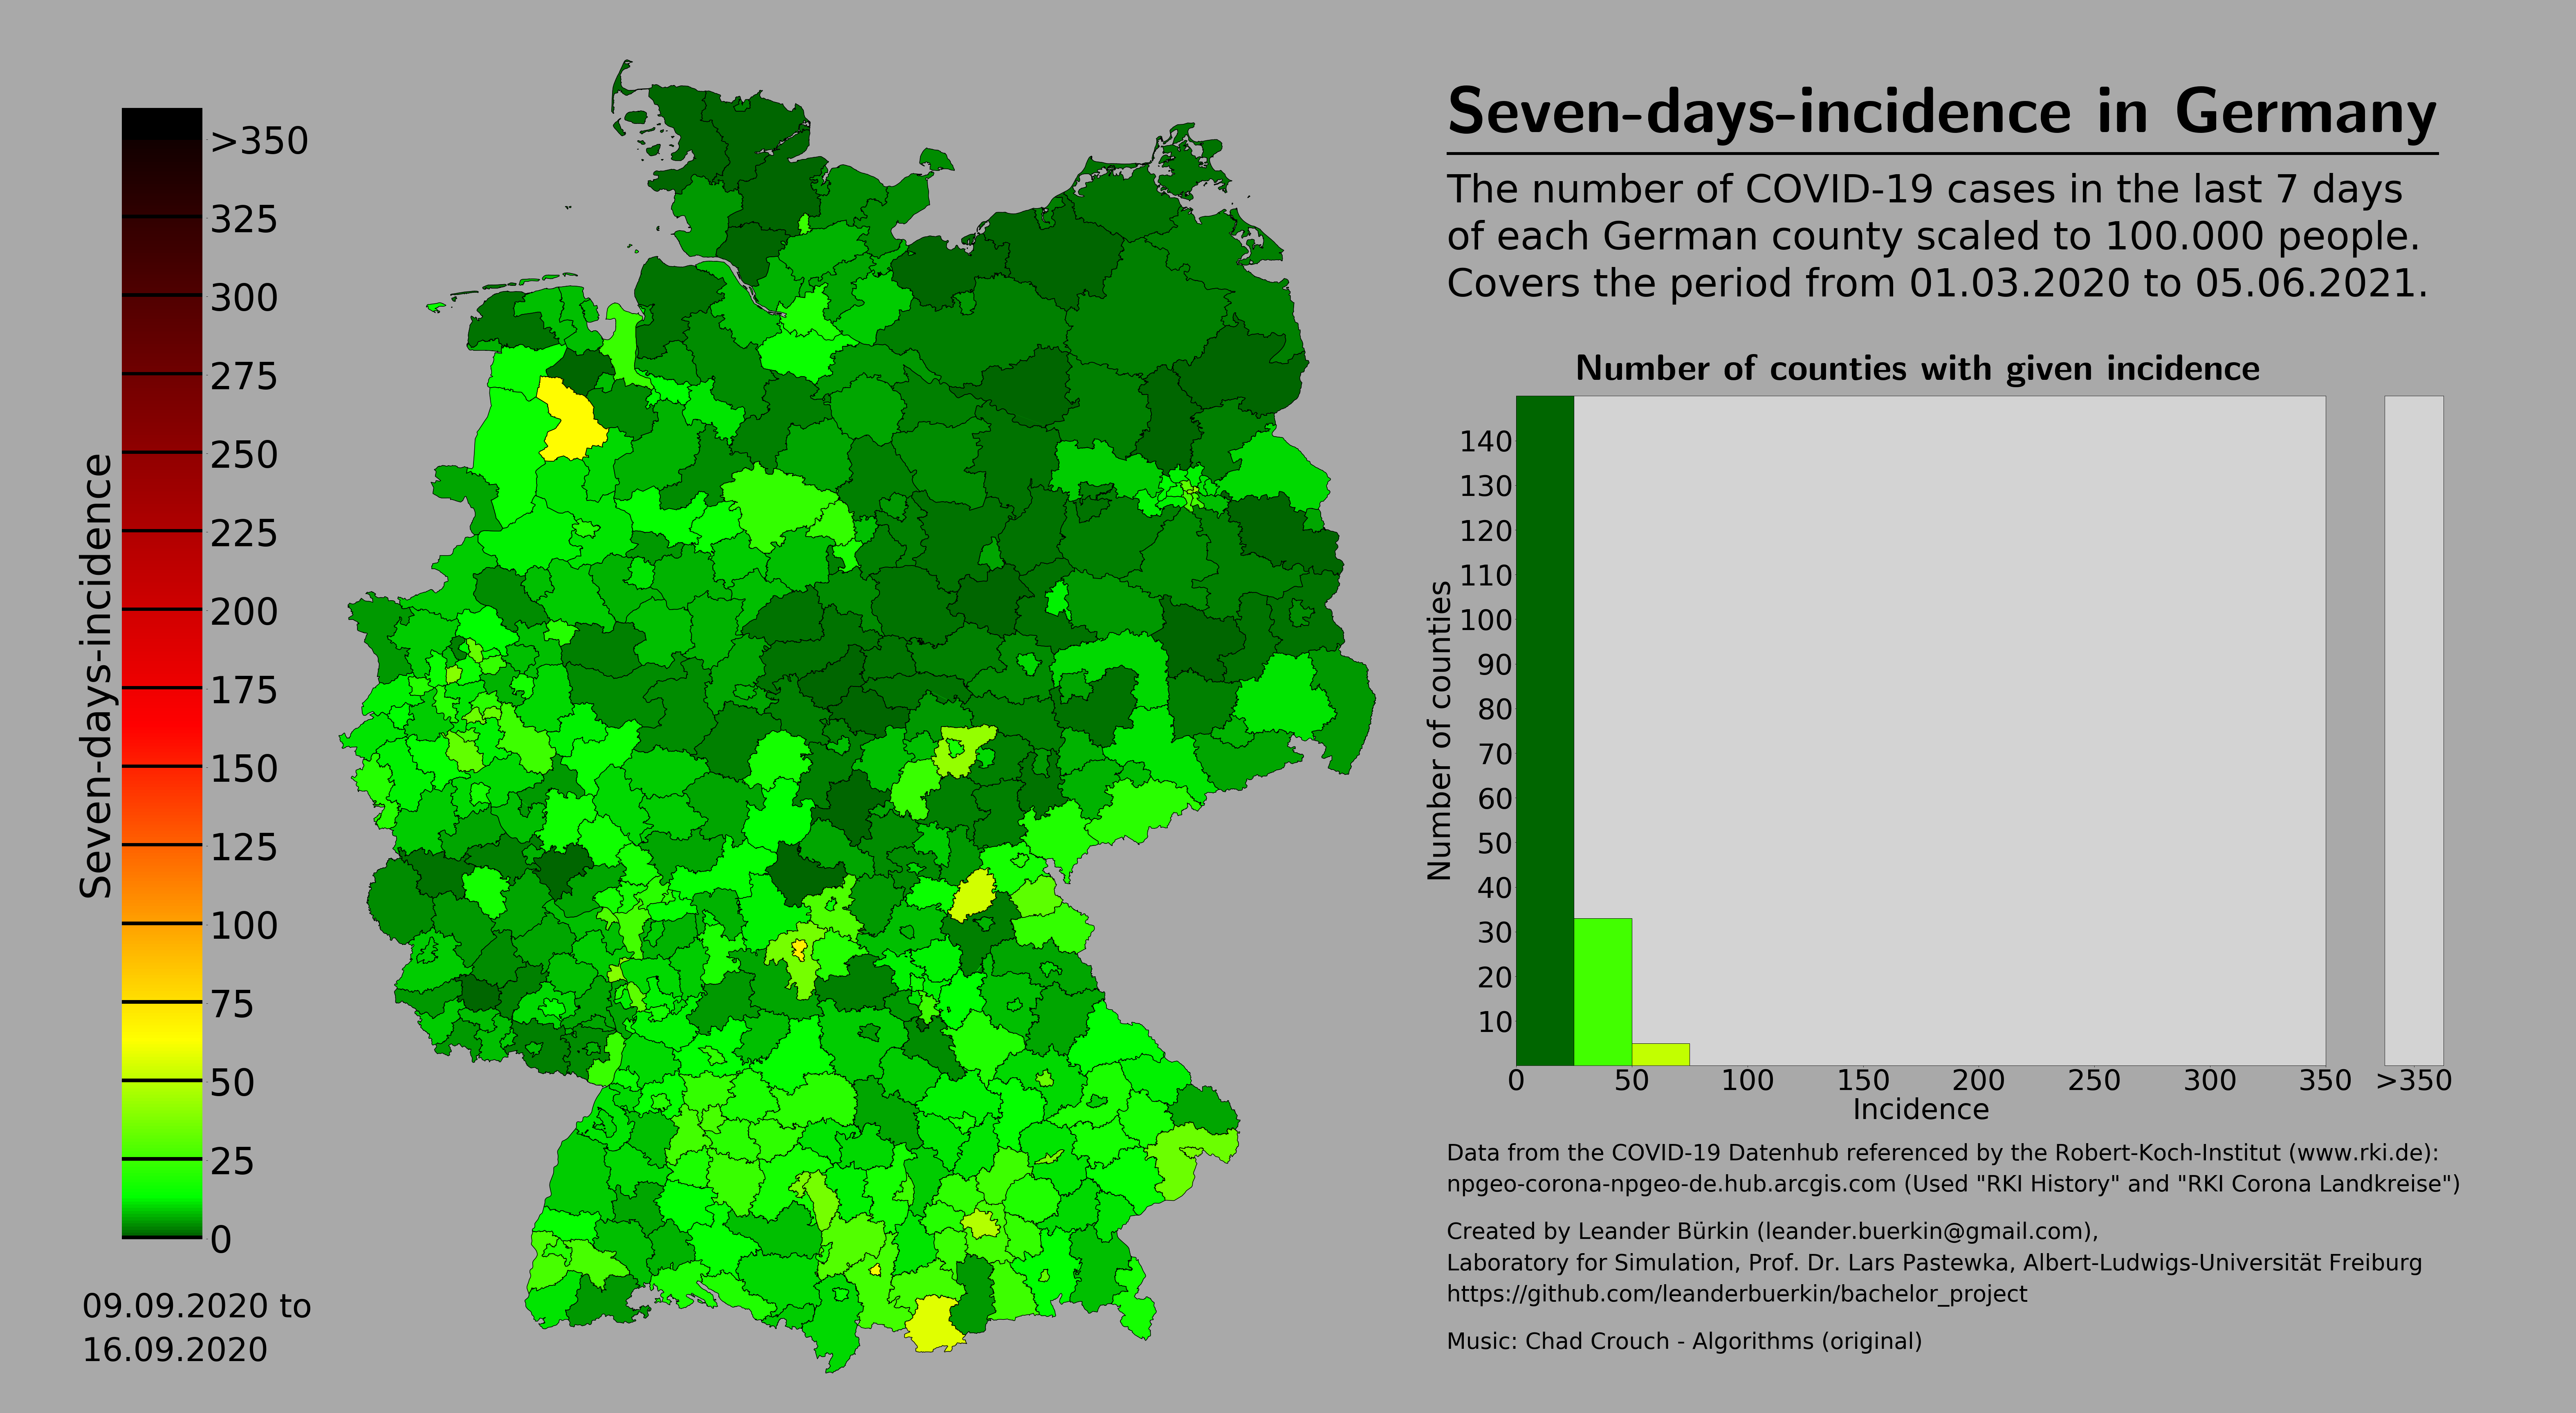 Seven-days-incidence in Germany
The number of COVID-19 cases in the last 7 days
of each German county scaled to 100.000 people.
Covers the period from 01.03.2020 to 05.06.2021.
Seven-days-incidence
>350
325
300
275
250
225
200
175
150
125
100
75
50
25
0
09.09.2020 to
16.09.2020
Number of counties with given incidence
Number of counties
140
130
120
110
100
90
80
70
60
50
40
30
20
10
0 50 100 150 200 250 300 350 >350
Incidence
Data from the COVID-19 Datenhub referenced by the Robert-Koch-Institut (www.rki.de):
npgeo-corona-npgeo-de.hub.arcgis.com (Used "RKI History" and "RKI Corona Landkreise")
Created by Leander Bürkin (leander.buerkin@gmail.com),
Laboratory for Simulation, Prof. Dr. Lars Pastewka, Albert-Ludwigs-Universität Freiburg
https://github.com/leanderbuerkin/bachelor_project
Music: Chad Crouch - Algorithms (original)